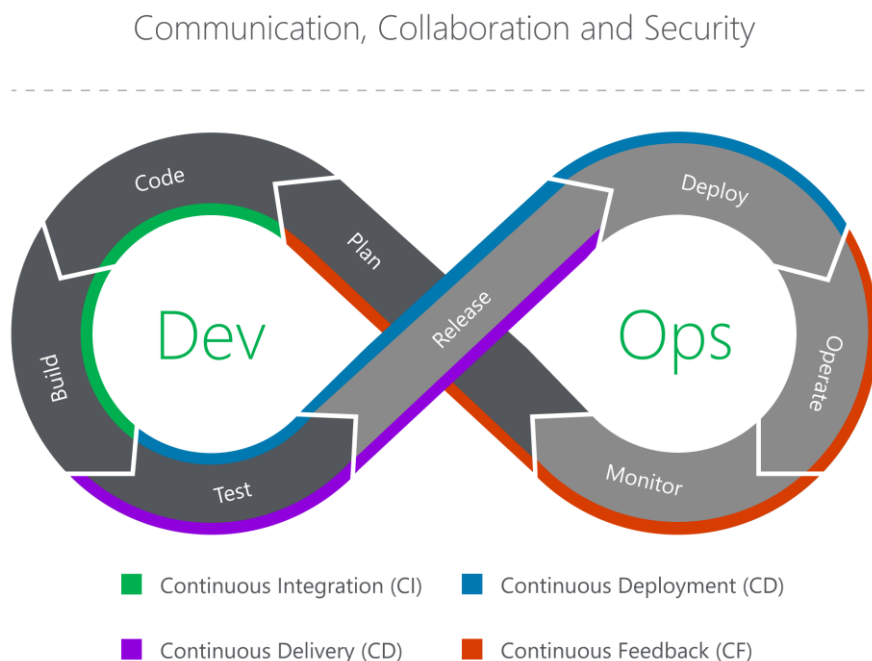 Communication, Collaboration and Security
Code
Plan
Build
Test
Dev
Release
Deploy
Ops
Operate
Monitor
Continuous Integration (CI)
Continuous Deployment (CD)
Continuous Delivery (CD)
Continuous Feedback (CF)